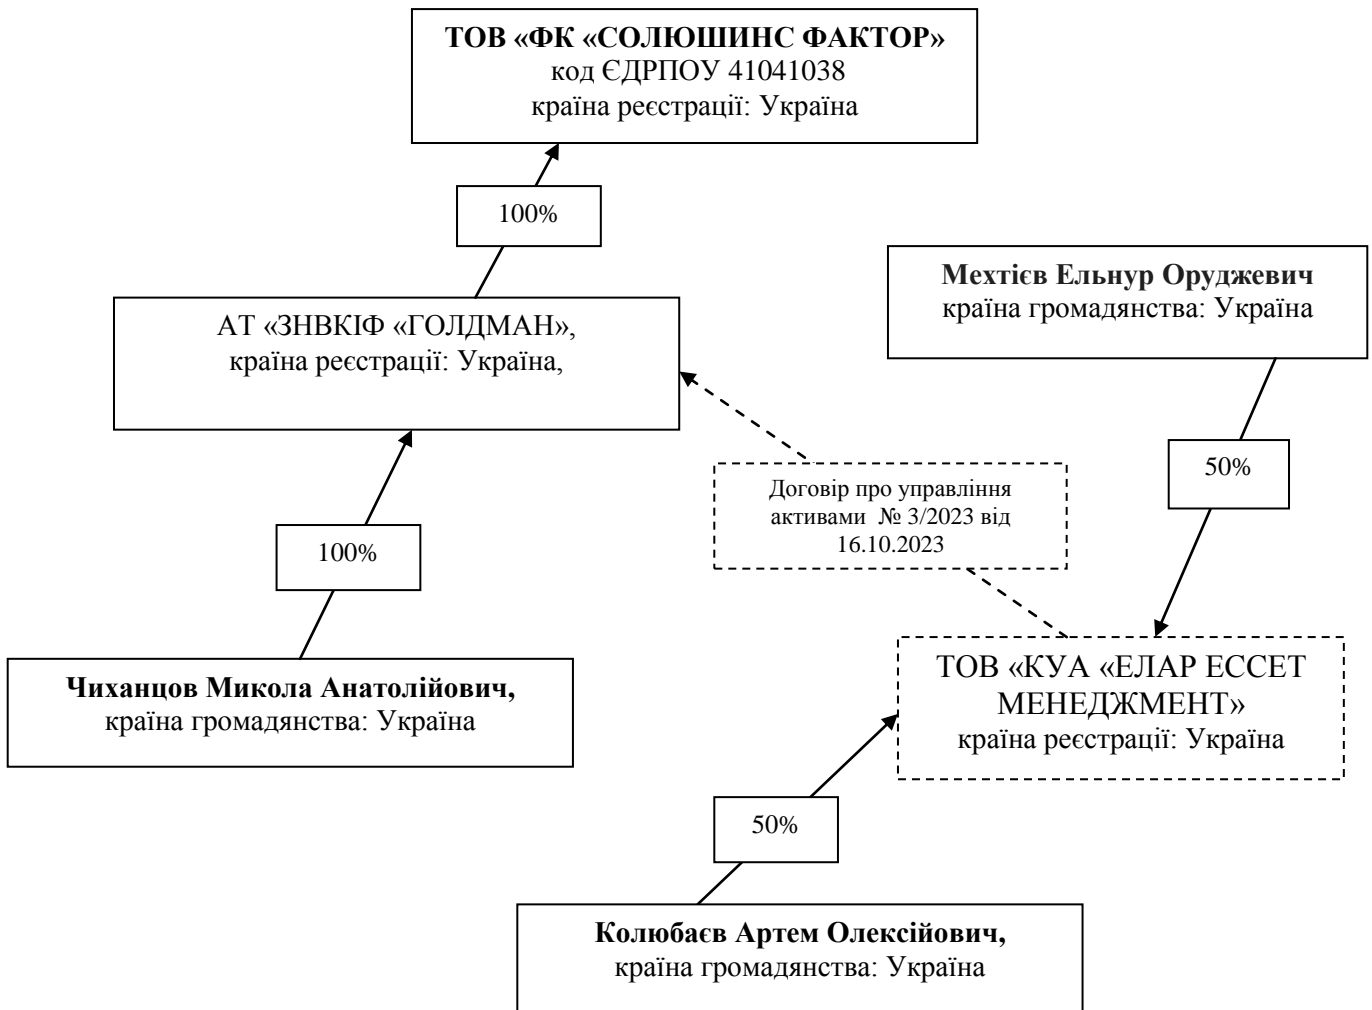 ТОВ «ФК «СОЛЮШИНС ФАКТОР»
код ЄДРПОУ 41041038
країна реєстрації: Україна
100%
Мехтієв Ельнур Оруджевич
країна громадянства: Україна
АТ «ЗНВКІФ «ГОЛДМАН»,
країна реєстрації: Україна,
50%
Договір про управління
активами № 3/2023 від
16.10.2023
100%
ТОВ «КУА «ЕЛАР ЕССЕТ
МЕНЕДЖМЕНТ»
країна реєстрації: Україна
Чиханцов Микола Анатолійович,
країна громадянства: Україна
50%
Колюбаєв Артем Олексійович,
країна громадянства: Україна